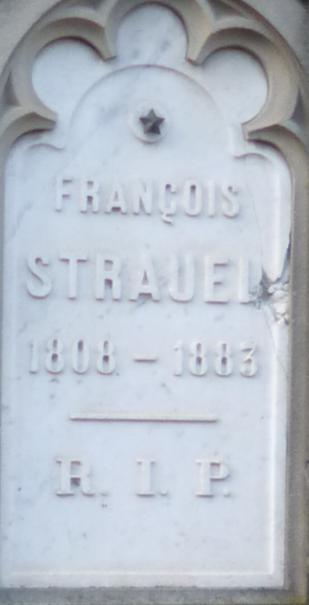 FRANÇOIS
STRAUEL
1808 - 1883
R. I. P.